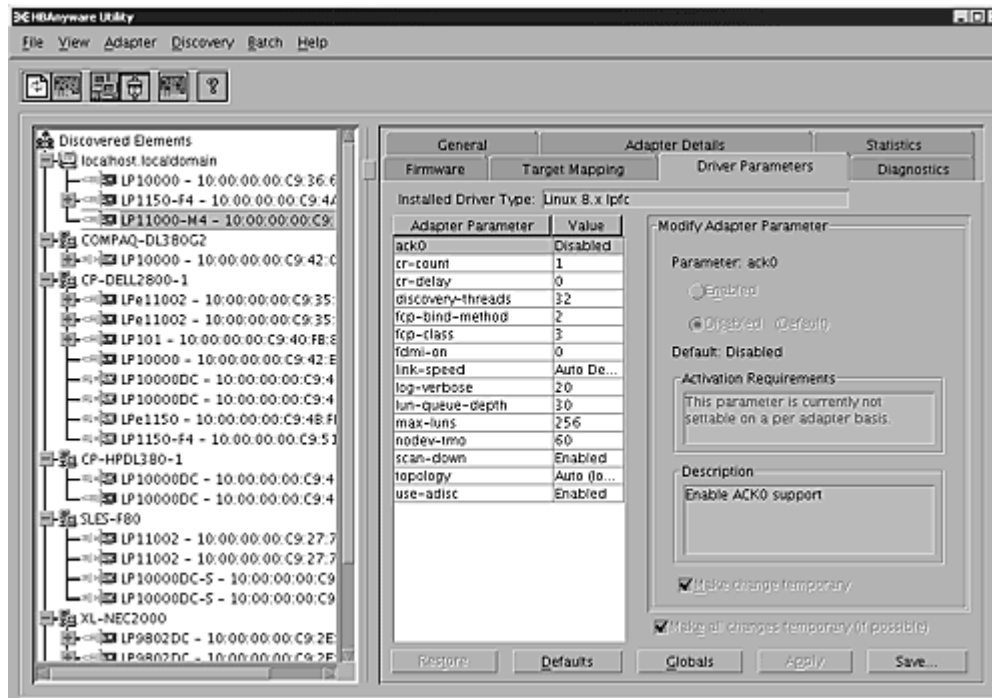 HBAnyware Utility
File View Adapter Discovery Batch Help
Discovered Elements
localhost.localdomain
LP10000 - 10:00:00:00:C9:36:6
LP1150-F4 - 10:00:00:00:C9:4
LP11000-M4 - 10:00:00:00:C9:
COMPAQ-DL380G2
LP10000 - 10:00:00:00:C9:42:0
CP-DELL2800-1
LPe11002 - 10:00:00:00:C9:35:
LPe11002 - 10:00:00:00:C9:35:
LP101 - 10:00:00:00:C9:40:FB:8
LP10000 - 10:00:00:00:C9:42:E
LP10000DC - 10:00:00:00:C9:4
LP10000DC - 10:00:00:00:C9:4
LPe1150 - 10:00:00:00:C9:4B:F
LP1150-F4 - 10:00:00:00:C9:51
CP-HPDL380-1
LP10000DC - 10:00:00:00:C9:4
LP10000DC - 10:00:00:00:C9:4
SLES-F80
LP11002 - 10:00:00:00:C9:27:7
LP11002 - 10:00:00:00:C9:27:7
LP10000DC-S - 10:00:00:00:C9
LP10000DC-S - 10:00:00:00:C9
XL-NEC2000
LP9802DC - 10:00:00:00:C9:2E:
LP9802DC - 10:00:00:00:C9:2F:
General Adapter Details Statistics
Firmware Target Mapping Driver Parameters Diagnostics
Installed Driver Type: Linux 8.x lpfc
Adapter Parameter Value
ack0 Disabled
cr-count 1
cr-delay 0
discovery-threads 32
fcp-bind-method 2
fcp-class 3
fdmi-on 0
link-speed Auto De...
log-verbose 20
lun-queue-depth 30
max-luns 256
nodev-tmo 60
scan-down Enabled
topology Auto (lo...
use-adisc Enabled
Modify Adapter Parameter
Parameter: ack0
Enabled
Disabled (Default)
Default: Disabled
Activation Requirements
This parameter is currently not
settable on a per adapter basis.
Description
Enable ACK0 support
Make change temporary
Make all changes temporary (if possible)
Restore Defaults Globals Apply Save...